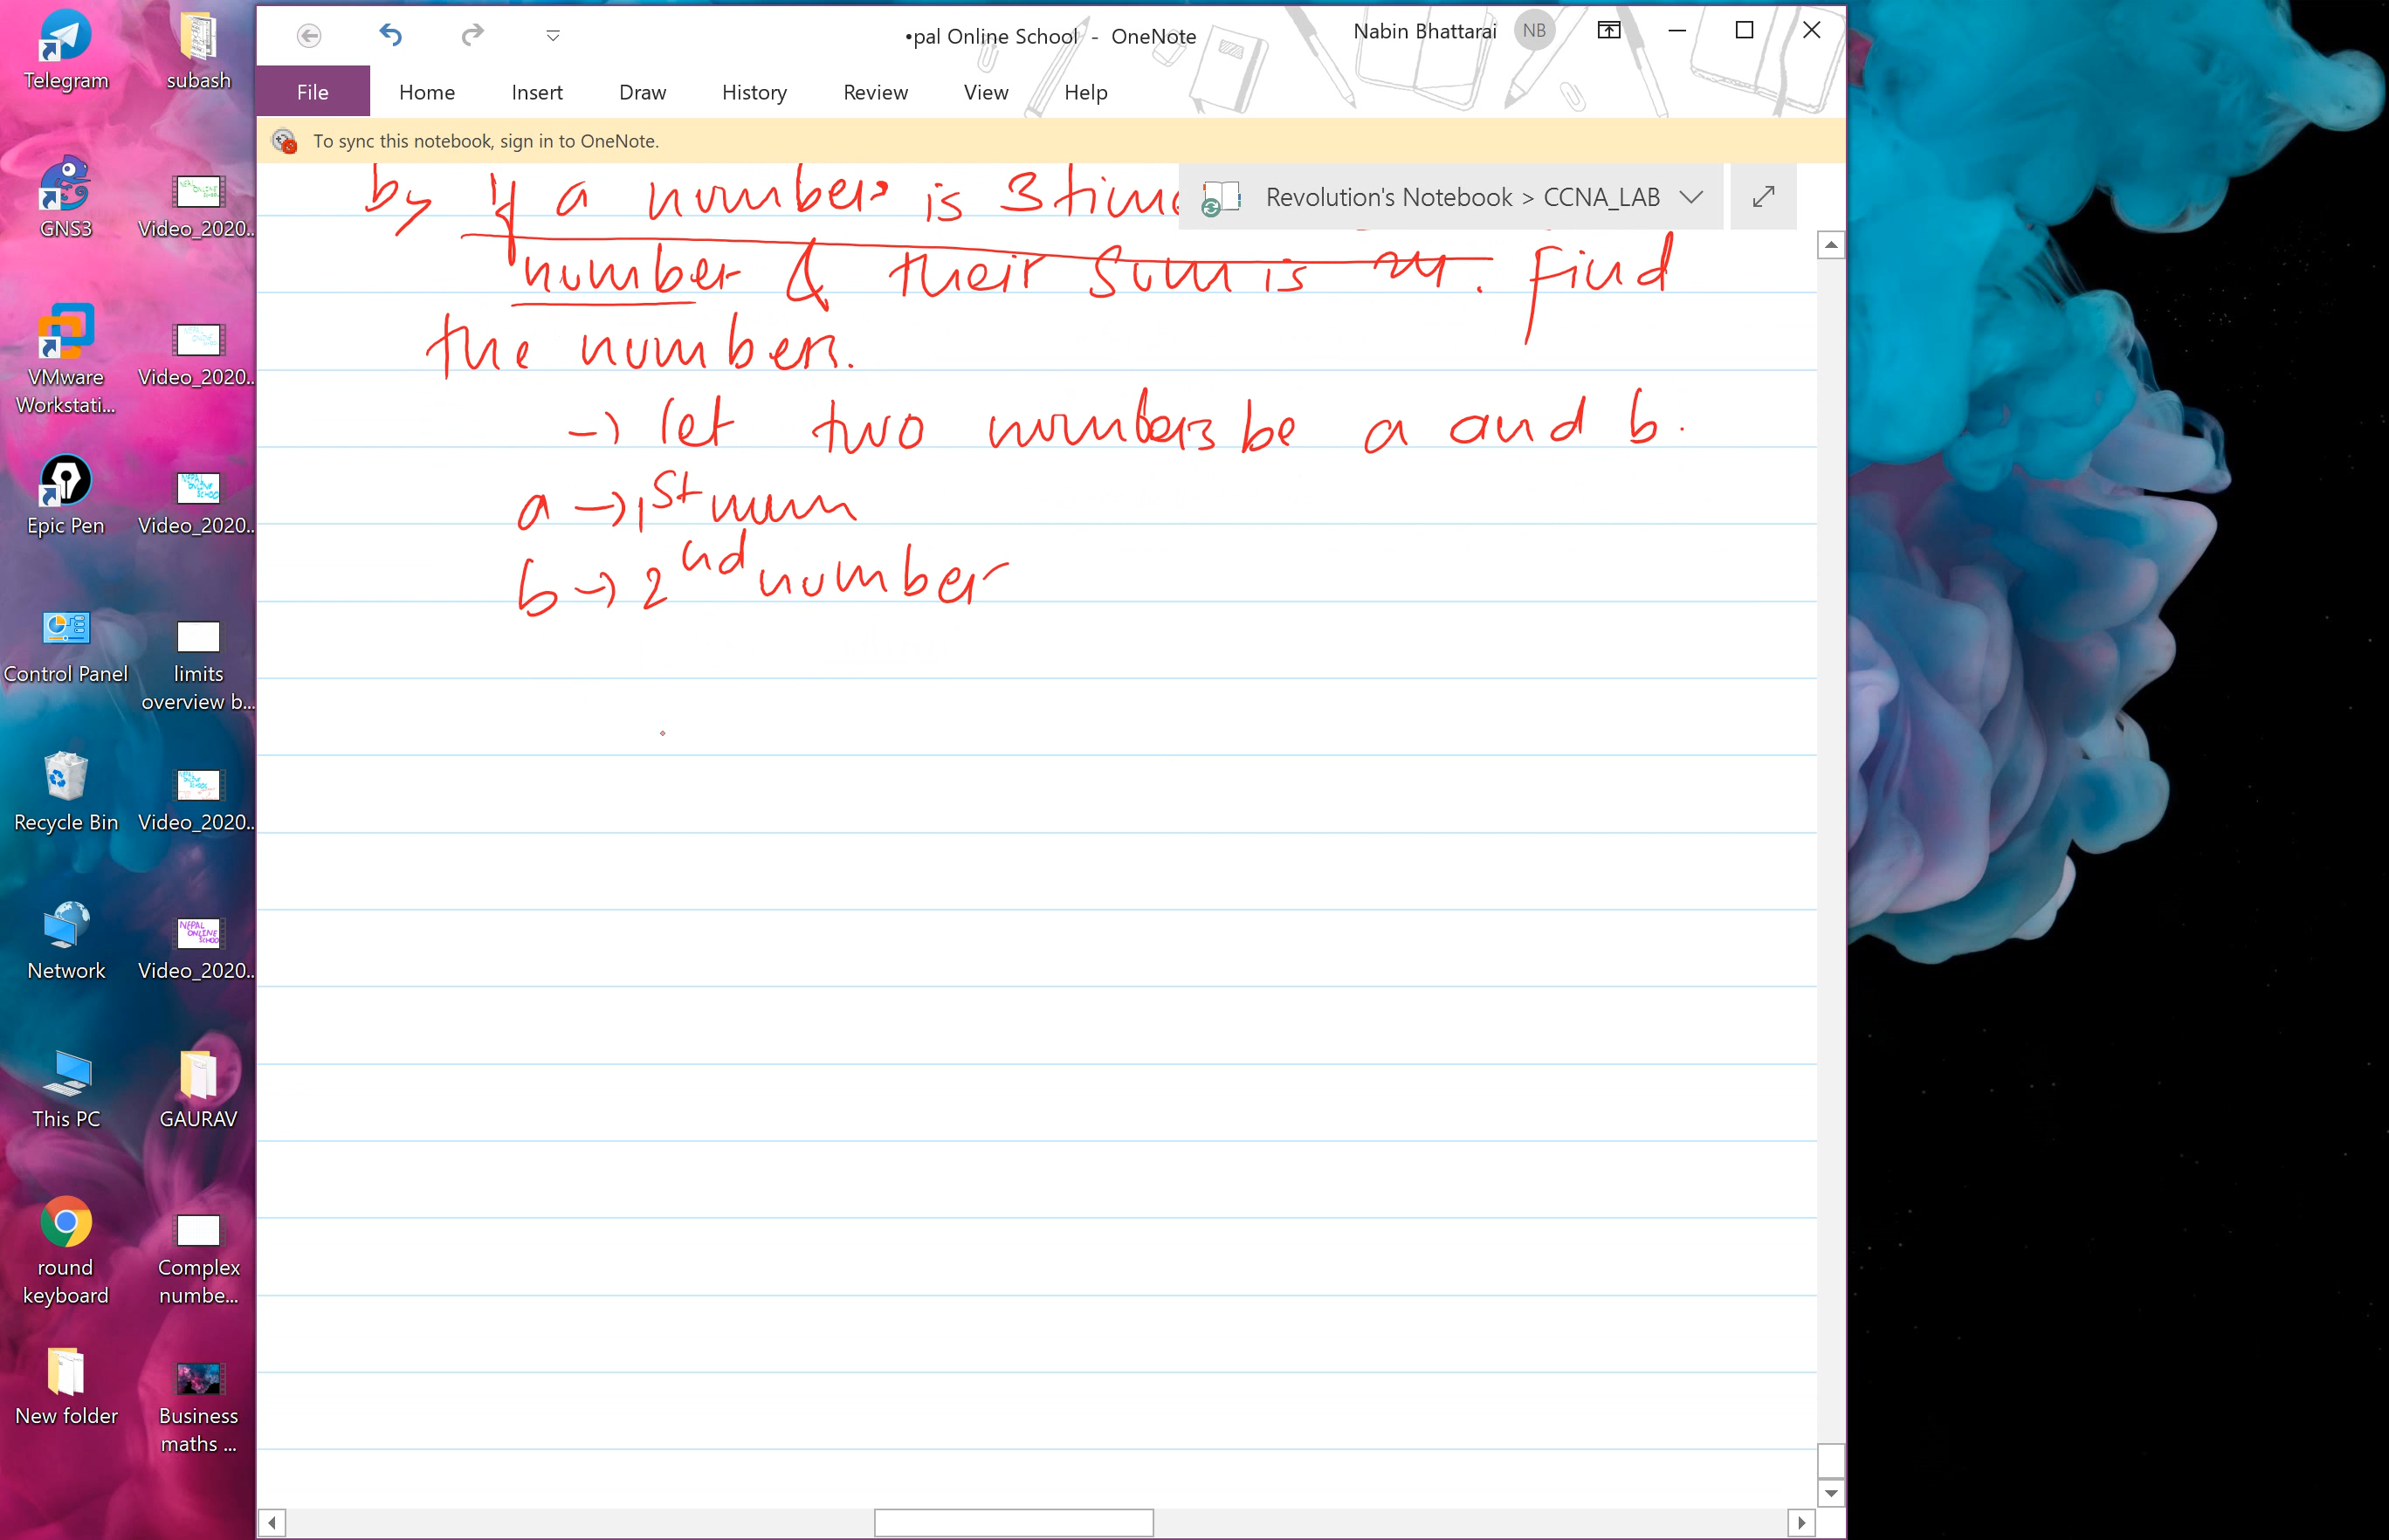 Telegram
subash
GNS3
Video_2020..
VMware
Workstati...
Video_2020..
Epic Pen
Video_2020..
Control Panel
limits
overview b...
Recycle Bin
Video_2020..
Network
Video_2020..
This PC
GAURAV
round
keyboard
Complex
numbe...
New folder
Business
maths ...
•pal Online School - OneNote
Nabin Bhattarai NB
File Home Insert Draw History Review View Help
To sync this notebook, sign in to OneNote.
Revolution's Notebook > CCNA_LAB
b) If a number is 3 time
number & their sum is 24. find
the numbers.
→ let two numbers be a and b.
a → 1st num
b → 2nd number